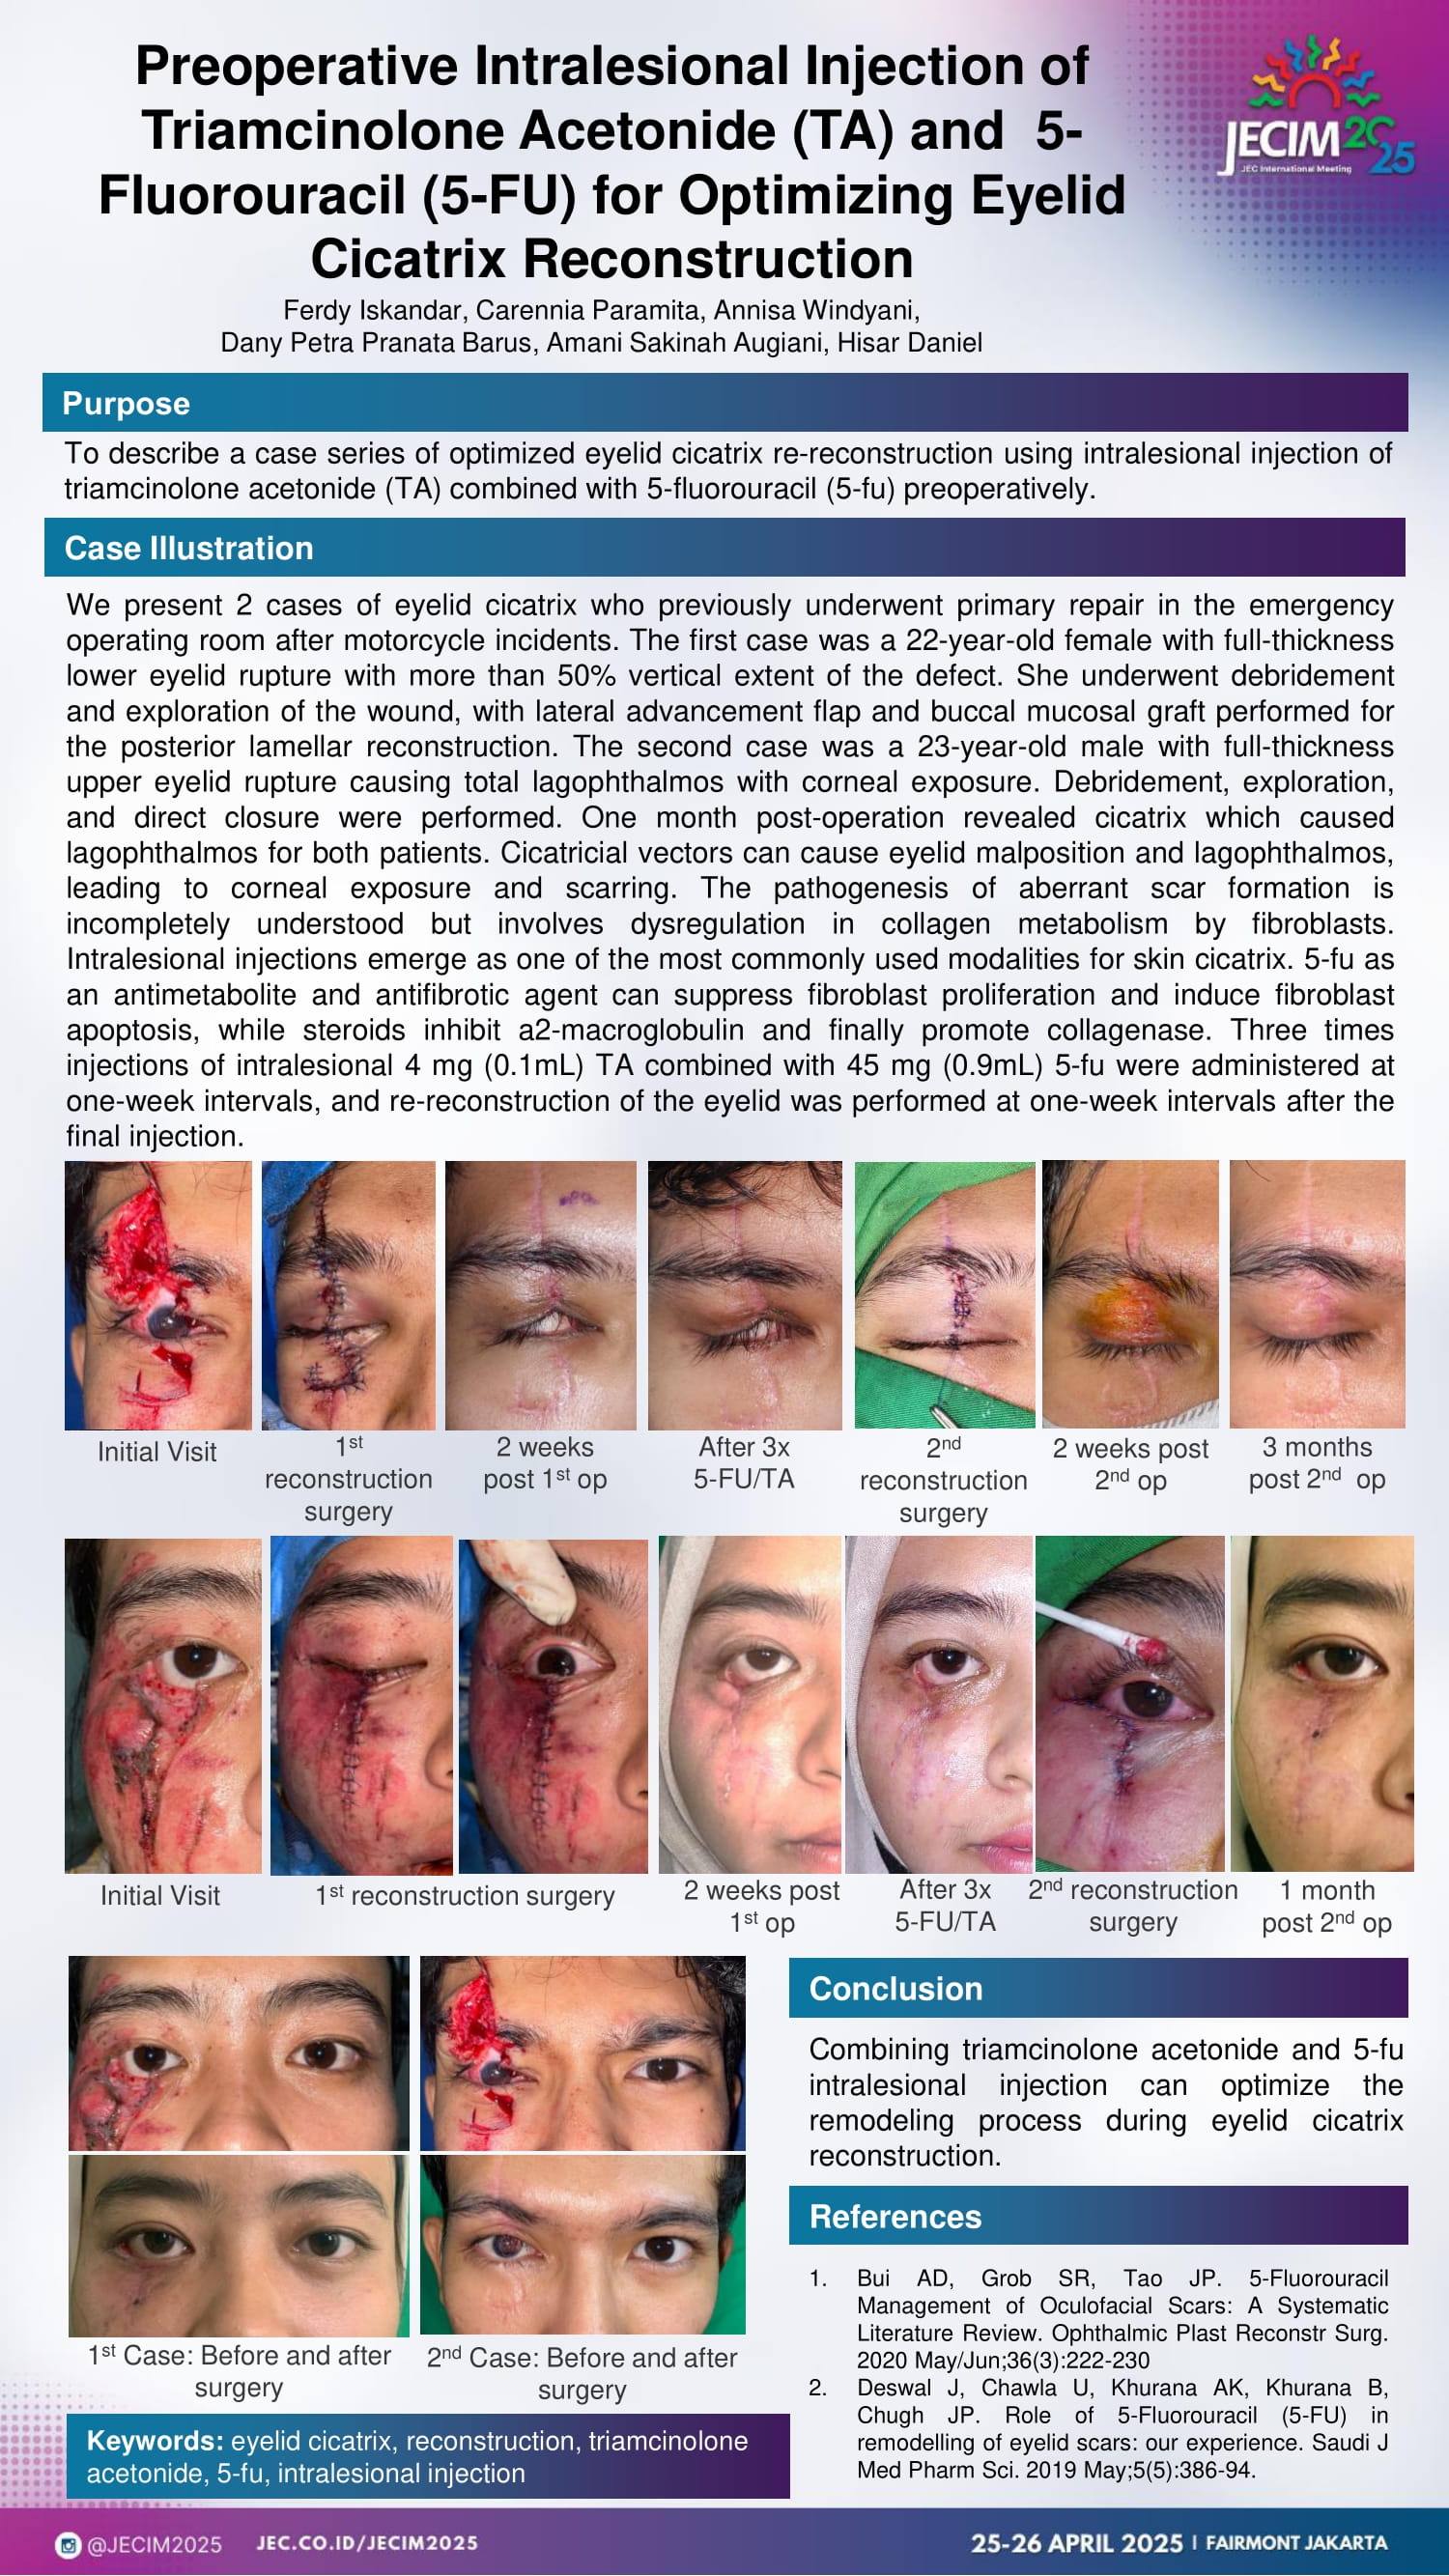 Preoperative Intralesional Injection of
Triamcinolone Acetonide (TA) and 5-
Fluorouracil (5-FU) for Optimizing Eyelid
Cicatrix Reconstruction
JECIM 2025
JEC International Meeting
Ferdy Iskandar, Carennia Paramita, Annisa Windyani,
Dany Petra Pranata Barus, Amani Sakinah Augiani, Hisar Daniel
Purpose
To describe a case series of optimized eyelid cicatrix re-reconstruction using intralesional injection of
triamcinolone acetonide (TA) combined with 5-fluorouracil (5-fu) preoperatively.
Case Illustration
We present 2 cases of eyelid cicatrix who previously underwent primary repair in the emergency
operating room after motorcycle incidents. The first case was a 22-year-old female with full-thickness
lower eyelid rupture with more than 50% vertical extent of the defect. She underwent debridement
and exploration of the wound, with lateral advancement flap and buccal mucosal graft performed for
the posterior lamellar reconstruction. The second case was a 23-year-old male with full-thickness
upper eyelid rupture causing total lagophthalmos with corneal exposure. Debridement, exploration,
and direct closure were performed. One month post-operation revealed cicatrix which caused
lagophthalmos for both patients. Cicatricial vectors can cause eyelid malposition and lagophthalmos,
leading to corneal exposure and scarring. The pathogenesis of aberrant scar formation is
incompletely understood but involves dysregulation in collagen metabolism by fibroblasts.
Intralesional injections emerge as one of the most commonly used modalities for skin cicatrix. 5-fu as
an antimetabolite and antifibrotic agent can suppress fibroblast proliferation and induce fibroblast
apoptosis, while steroids inhibit a2-macroglobulin and finally promote collagenase. Three times
injections of intralesional 4 mg (0.1mL) TA combined with 45 mg (0.9mL) 5-fu were administered at
one-week intervals, and re-reconstruction of the eyelid was performed at one-week intervals after the
final injection.
Initial Visit
1st
reconstruction
surgery
2 weeks
post 1st op
After 3x
5-FU/TA
2nd
reconstruction
surgery
2 weeks post
2nd op
3 months
post 2nd op
Initial Visit
1st reconstruction surgery
2 weeks post
1st op
After 3x
5-FU/TA
2nd reconstruction
surgery
1 month
post 2nd op
1st Case: Before and after
surgery
2nd Case: Before and after
surgery
Keywords: eyelid cicatrix, reconstruction, triamcinolone
acetonide, 5-fu, intralesional injection
Conclusion
Combining triamcinolone acetonide and 5-fu
intralesional injection can optimize the
remodeling process during eyelid cicatrix
reconstruction.
References
1. Bui AD, Grob SR, Tao JP. 5-Fluorouracil
Management of Oculofacial Scars: A Systematic
Literature Review. Ophthalmic Plast Reconstr Surg.
2020 May/Jun;36(3):222-230
2. Deswal J, Chawla U, Khurana AK, Khurana B,
Chugh JP. Role of 5-Fluorouracil (5-FU) in
remodelling of eyelid scars: our experience. Saudi J
Med Pharm Sci. 2019 May;5(5):386-94.
@JECIM2025 JEC.CO.ID/JECIM2025
25-26 APRIL 2025 | FAIRMONT JAKARTA